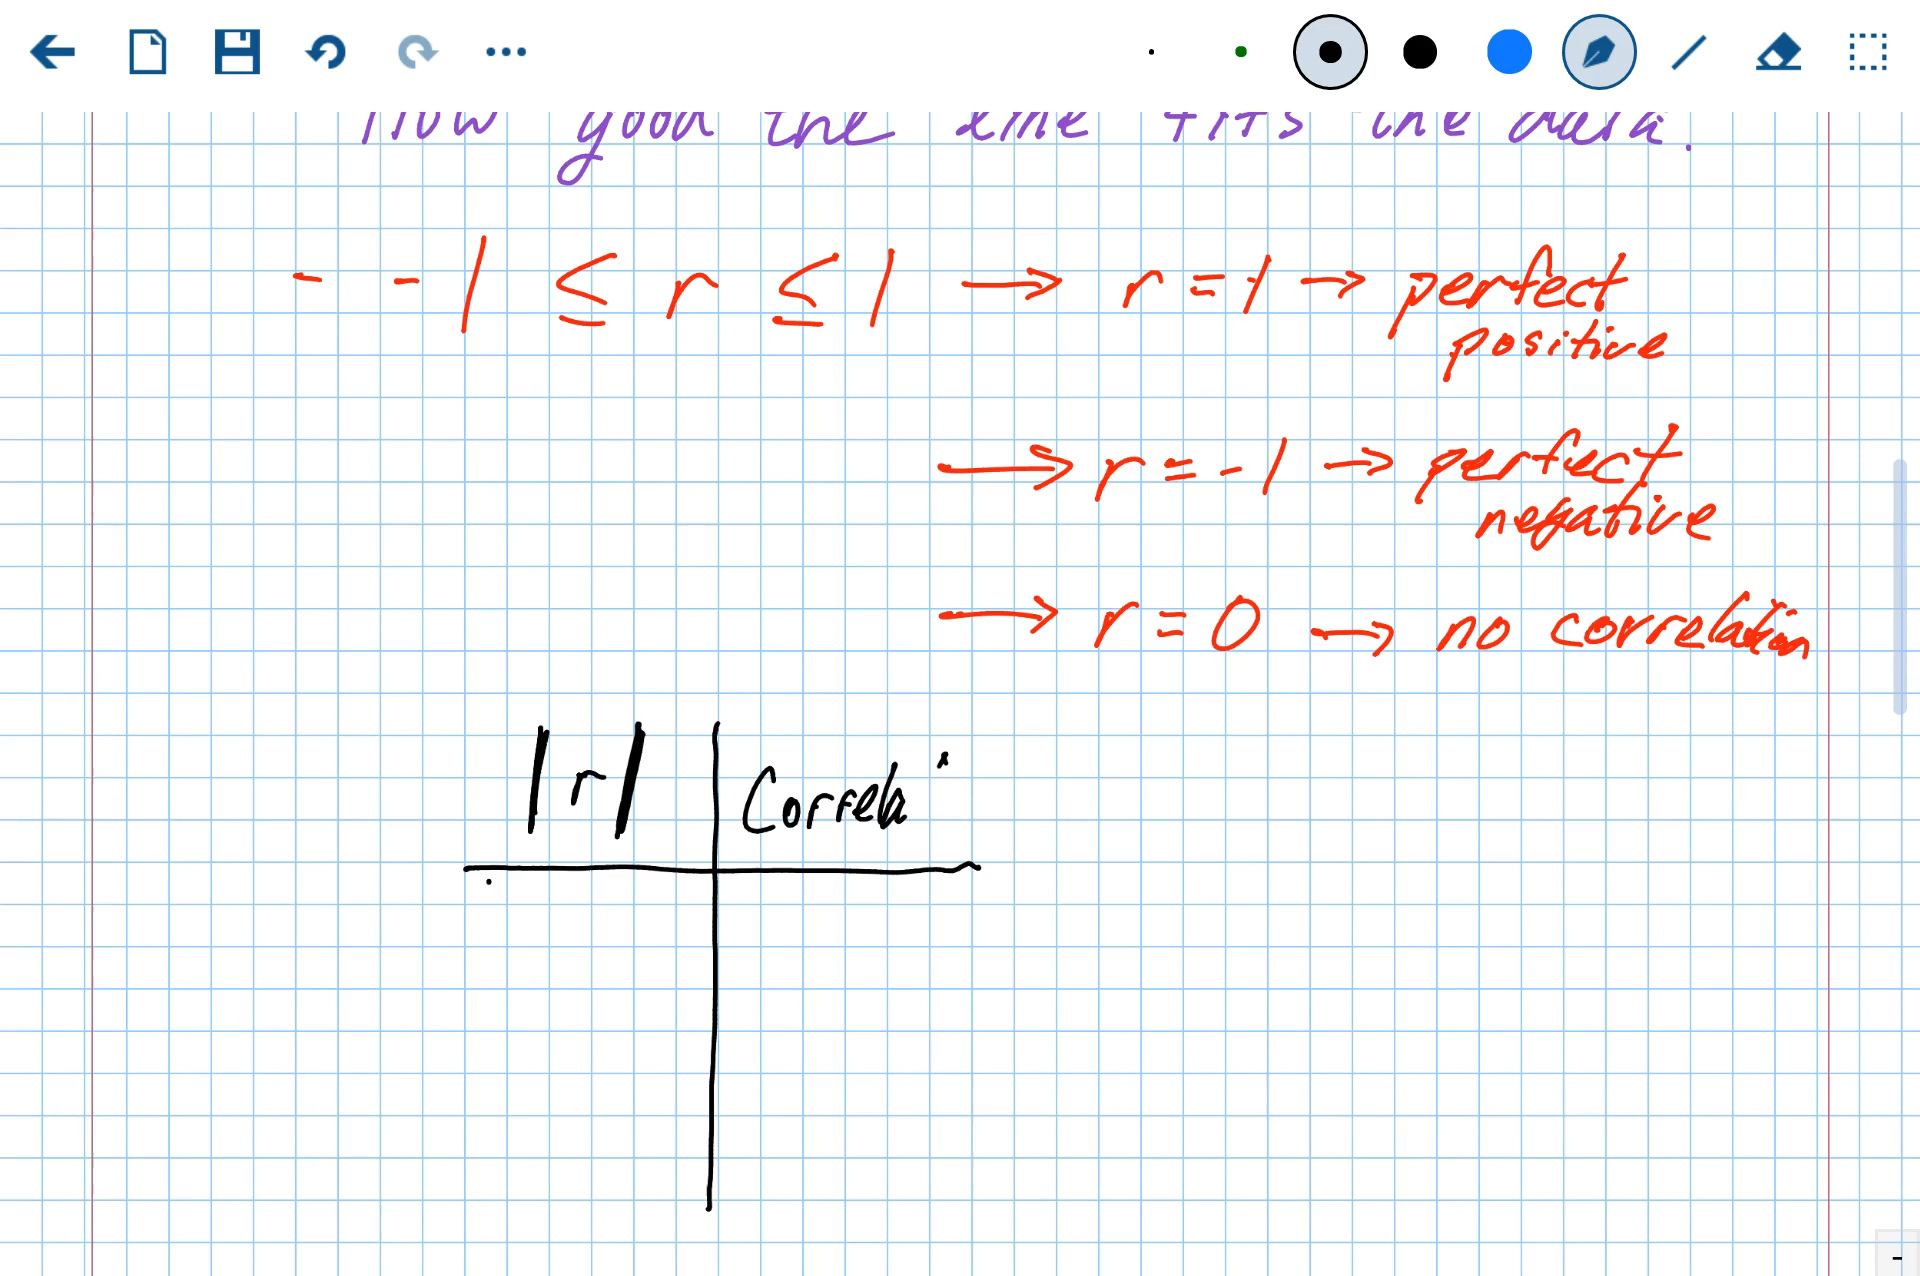 How good the line fits the data.
- -1 ≤ r ≤ 1 → r = 1 → perfect
positive
→ r = -1 → perfect
negative
→ r = 0 → no correlation
|r| Correla